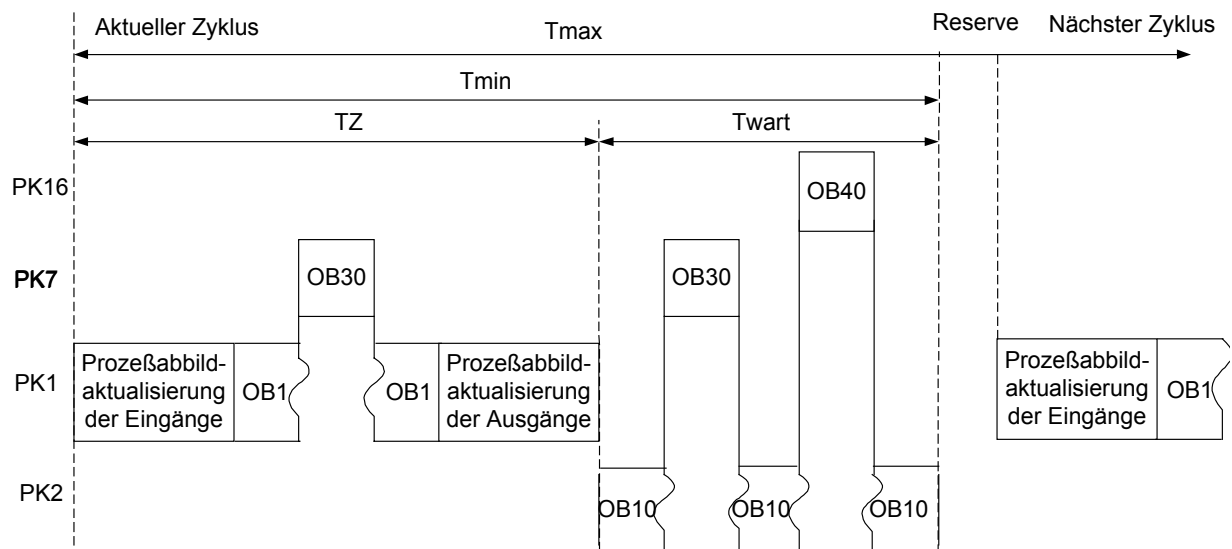 Aktueller Zyklus
Tmax
Reserve
Nächster Zyklus
Tmin
TZ
Twart
PK16
OB40
PK7
OB30
OB30
PK1
Prozeßabbild-
aktualisierung
der Eingänge
OB1
OB1
Prozeßabbild-
aktualisierung
der Ausgänge
Prozeßabbild-
aktualisierung
der Eingänge
OB1
PK2
OB10
OB10
OB10